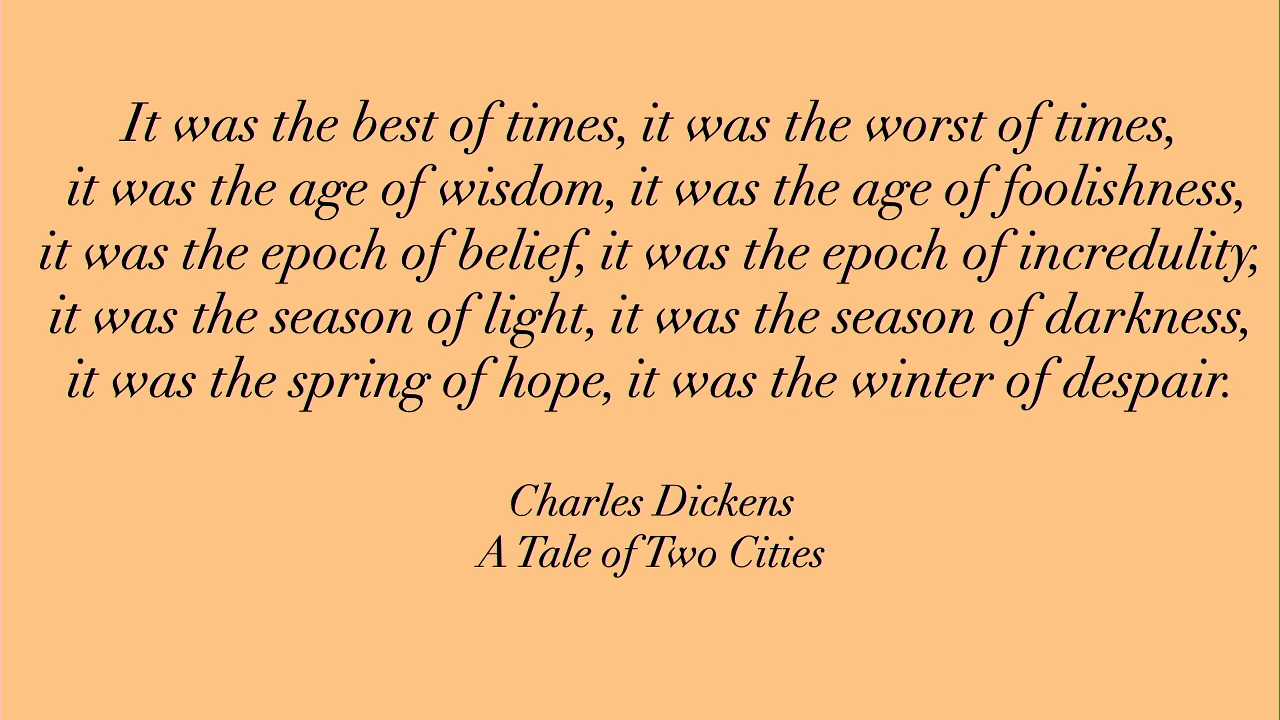 It was the best of times, it was the worst of times,
it was the age of wisdom, it was the age of foolishness,
it was the epoch of belief, it was the epoch of incredulity,
it was the season of light, it was the season of darkness,
it was the spring of hope, it was the winter of despair.
Charles Dickens
A Tale of Two Cities